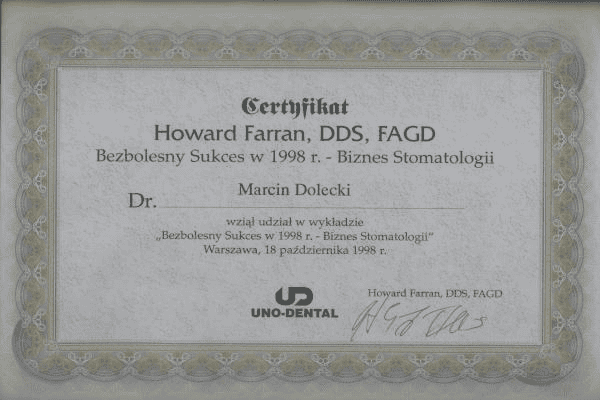 Certyfikat
Howard Farran, DDS, FAGD
Bezbolesny Sukces w 1998 r. - Biznes Stomatologii
Dr. Marcin Dolecki
wziął udział w wykładzie
„Bezbolesny Sukces w 1998 r. - Biznes Stomatologii"
Warszawa, 18 października 1998 r.
UNO-DENTAL
Howard Farran, DDS, FAGD